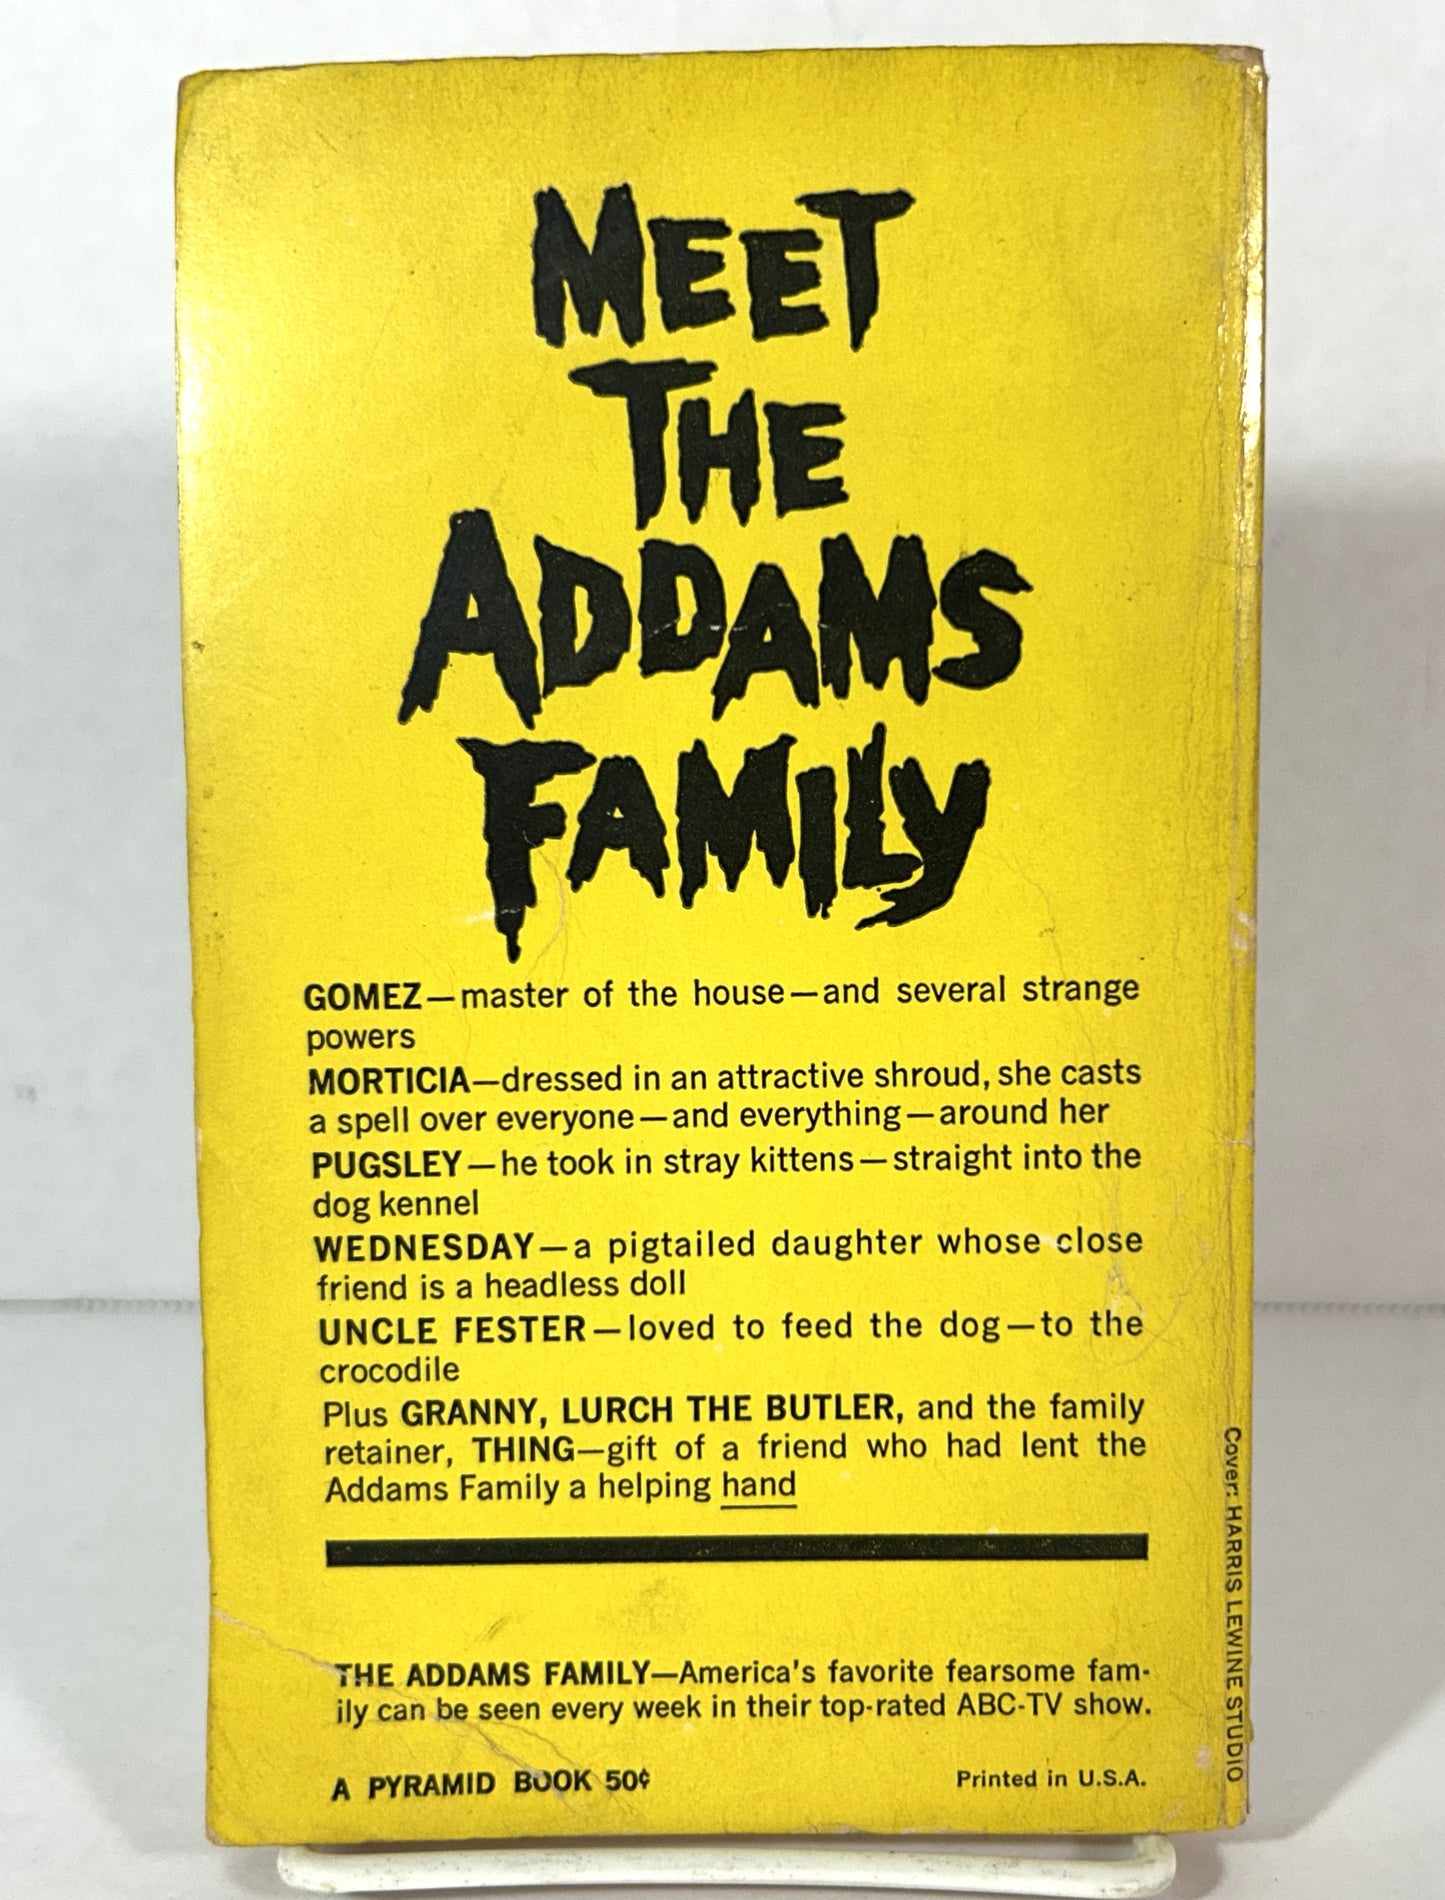 MEET
THE
ADDAMS
FAMILY
GOMEZ—master of the house—and several strange
powers
MORTICIA—dressed in an attractive shroud, she casts
a spell over everyone—and everything—around her
PUGSLEY—he took in stray kittens—straight into the
dog kennel
WEDNESDAY—a pigtailed daughter whose close
friend is a headless doll
UNCLE FESTER—loved to feed the dog—to the
crocodile
Plus GRANNY, LURCH THE BUTLER, and the family
retainer, THING—gift of a friend who had lent the
Addams Family a helping hand
THE ADDAMS FAMILY—America's favorite fearsome fam-
ily can be seen every week in their top-rated ABC-TV show.
A PYRAMID BOOK 50¢
Printed in U.S.A.
Cover: HARRIS LEWINE STUDIO